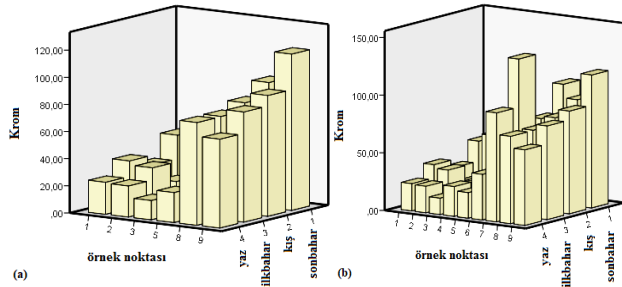 120,00
100,00
80,00
60,00
40,00
20,00
,00
Krom
1 2 3 5 8 9
örnek noktası
4 3 2 1
yaz
ilkbahar
kış
sonbahar
(a)
150,00
100,00
50,00
,00
Krom
1 2 3 4 5 6 7 8 9
örnek noktası
4 3 2 1
yaz
ilkbahar
kış
sonbahar
(b)